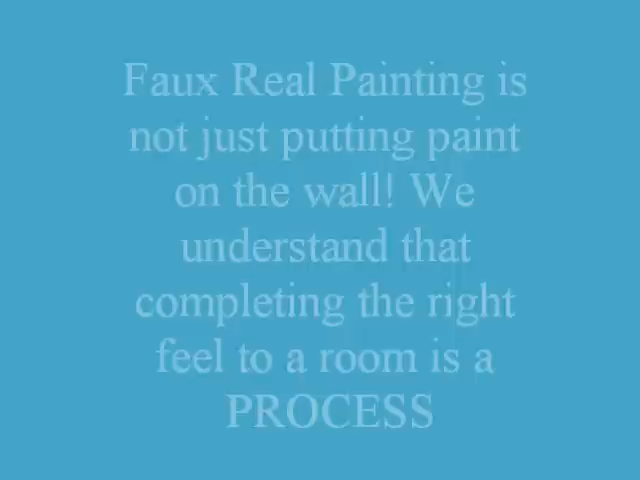 Faux Real Painting is
not just putting paint
on the wall! We
understand that
completing the right
feel to a room is a
PROCESS